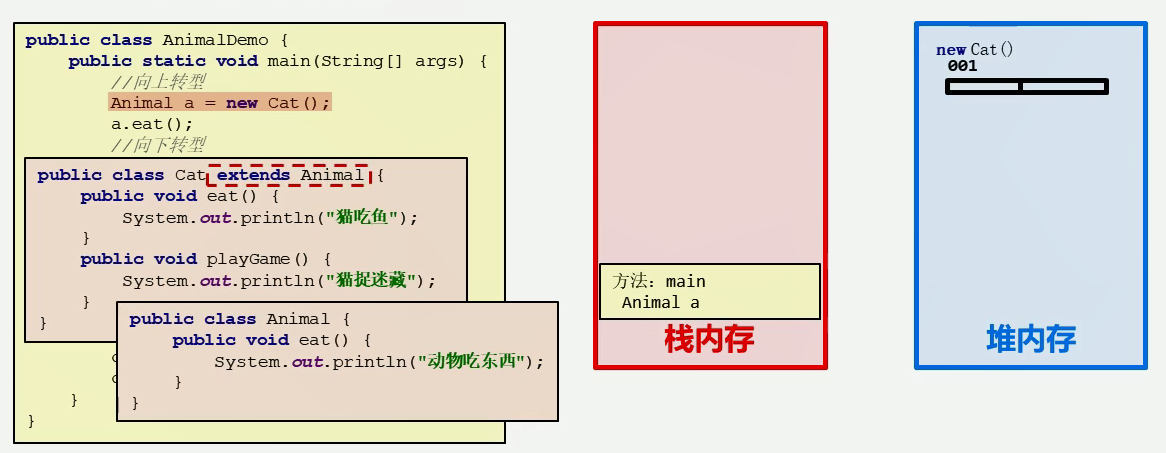 public class AnimalDemo {
public static void main(String[] args) {
//向上转型
Animal a = new Cat();
a.eat();
//向下转型
public class Cat extends Animal {
public void eat() {
System.out.println("猫吃鱼");
}
public void playGame() {
System.out.println("猫捉迷藏");
}
}
public class Animal {
public void eat() {
System.out.println("动物吃东西");
}
}
}
}
方法：main
Animal a
栈内存
new Cat()
001
堆内存